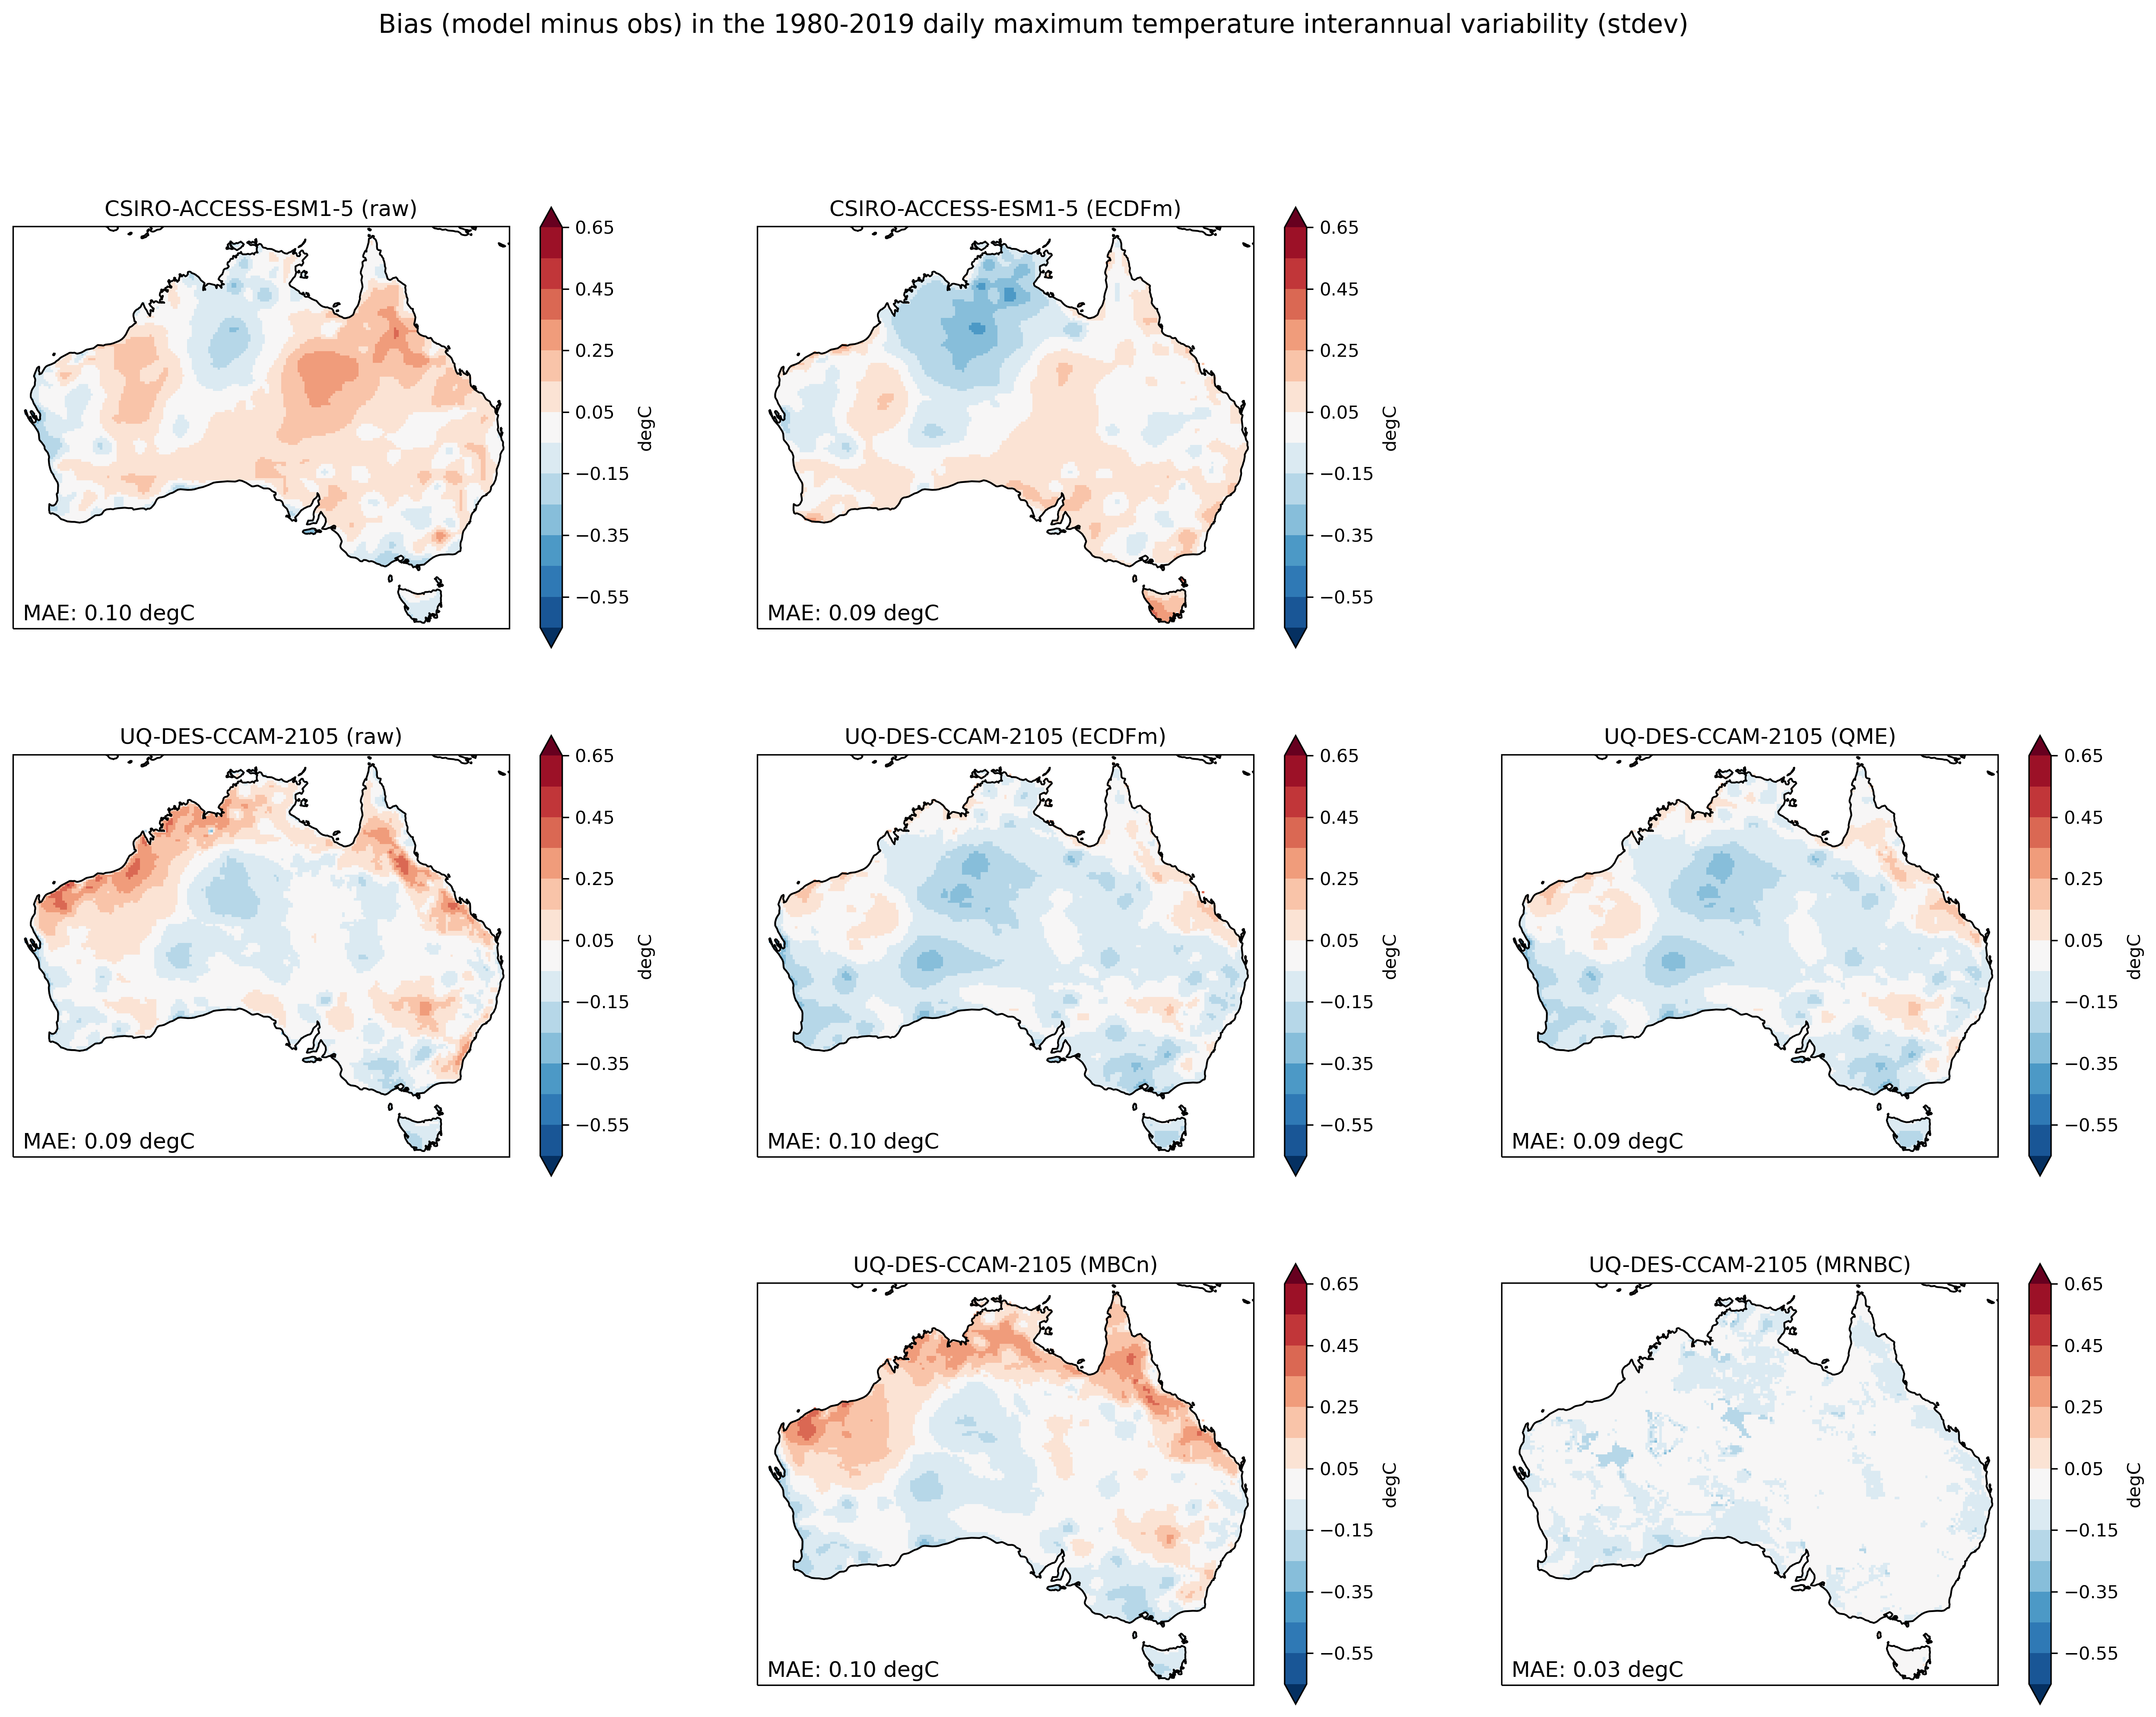 Bias (model minus obs) in the 1980-2019 daily maximum temperature interannual variability (stdev)
CSIRO-ACCESS-ESM1-5 (raw)
0.65
0.45
0.25
0.05
−0.15
−0.35
−0.55
degC
MAE: 0.10 degC
CSIRO-ACCESS-ESM1-5 (ECDFm)
0.65
0.45
0.25
0.05
−0.15
−0.35
−0.55
degC
MAE: 0.09 degC
UQ-DES-CCAM-2105 (raw)
0.65
0.45
0.25
0.05
−0.15
−0.35
−0.55
degC
MAE: 0.09 degC
UQ-DES-CCAM-2105 (ECDFm)
0.65
0.45
0.25
0.05
−0.15
−0.35
−0.55
degC
MAE: 0.10 degC
UQ-DES-CCAM-2105 (QME)
0.65
0.45
0.25
0.05
−0.15
−0.35
−0.55
degC
MAE: 0.09 degC
UQ-DES-CCAM-2105 (MBCn)
0.65
0.45
0.25
0.05
−0.15
−0.35
−0.55
degC
MAE: 0.10 degC
UQ-DES-CCAM-2105 (MRNBC)
0.65
0.45
0.25
0.05
−0.15
−0.35
−0.55
degC
MAE: 0.03 degC